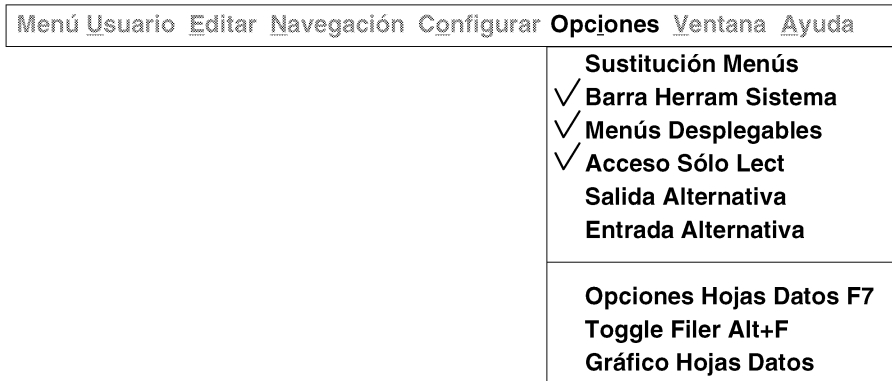 Menú Usuario Editar Navegación Configurar Opciones Ventana Ayuda
Sustitución Menús
Barra Herram Sistema
Menús Desplegables
Acceso Sólo Lect
Salida Alternativa
Entrada Alternativa
Opciones Hojas Datos F7
Toggle Filer Alt+F
Gráfico Hojas Datos